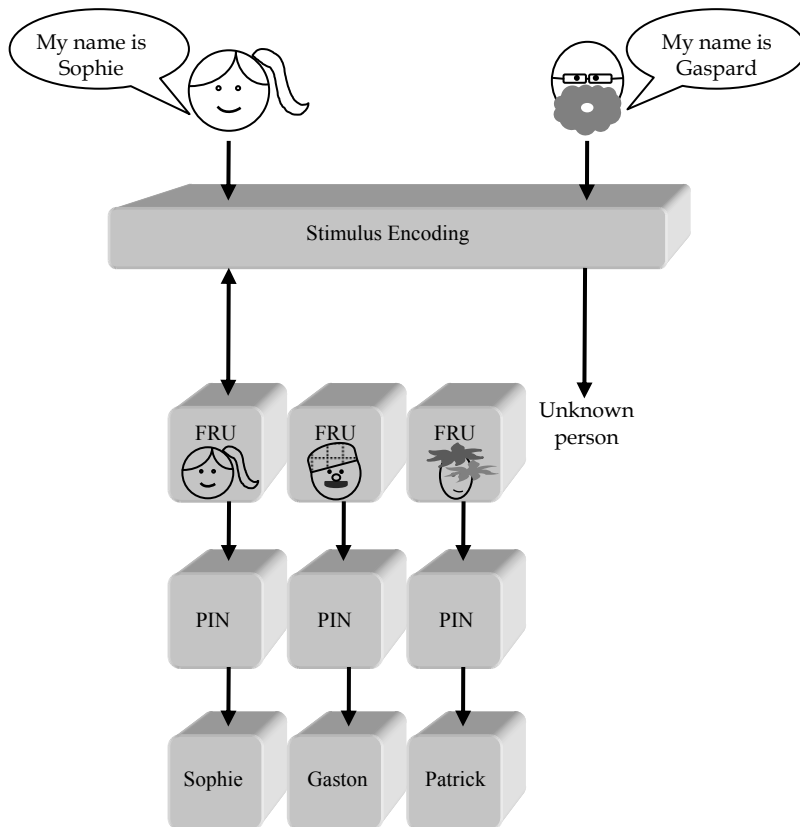 My name is
Sophie
My name is
Gaspard
Stimulus Encoding
FRU
FRU
FRU
Unknown
person
PIN
PIN
PIN
Sophie
Gaston
Patrick